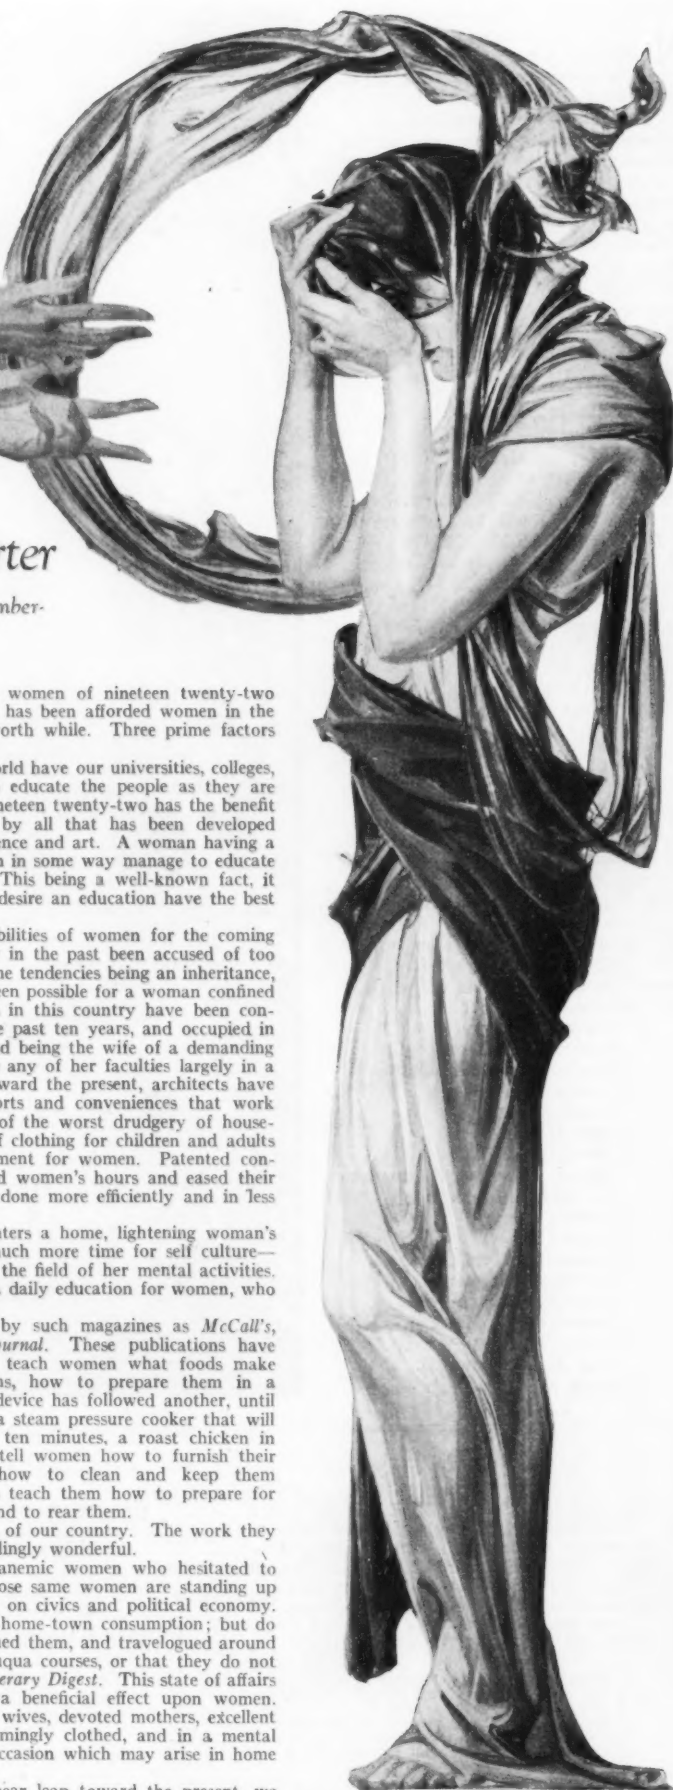 rter
mber-
women of nineteen twenty-two
has been afforded women in the
orth while. Three prime factors
rld have our universities, colleges,
educate the people as they are
neteen twenty-two has the benefit
by all that has been developed
ence and art. A woman having a
n in some way manage to educate
This being a well-known fact, it
desire an education have the best
bilities of women for the coming
in the past been accused of too
ne tendencies being an inheritance,
een possible for a woman confined
in this country have been con-
e past ten years, and occupied in
d being the wife of a demanding
any of her faculties largely in a
ward the present, architects have
orts and conveniences that work
of the worst drudgery of house-
f clothing for children and adults
ment for women. Patented con-
d women's hours and eased their
done more efficiently and in less
nters a home, lightening woman's
nuch more time for self culture—
the field of her mental activities.
daily education for women, who
by such magazines as McCall's,
urnal. These publications have
teach women what foods make
ns, how to prepare them in a
device has followed another, until
a steam pressure cooker that will
ten minutes, a roast chicken in
tell women how to furnish their
how to clean and keep them
teach them how to prepare for
nd to rear them.
of our country. The work they
dingly wonderful.
anemic women who hesitated to
ose same women are standing up
on civics and political economy.
home-town consumption; but do
ed them, and travelogued around
uqua courses, or that they do not
erary Digest. This state of affairs
a beneficial effect upon women.
wives, devoted mothers, excellent
mingly clothed, and in a mental
ccasion which may arise in home